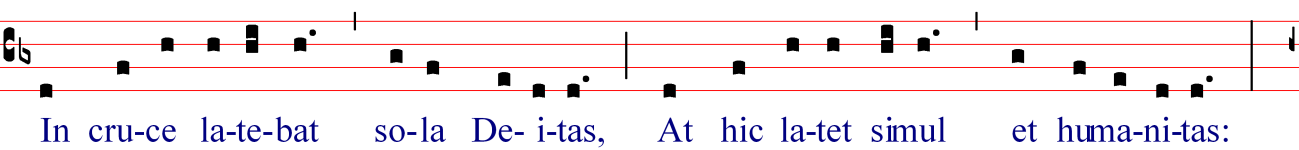 In cru-ce la-te-bat so-la De- i-tas, At hic la-tet simul et huma-ni-tas: